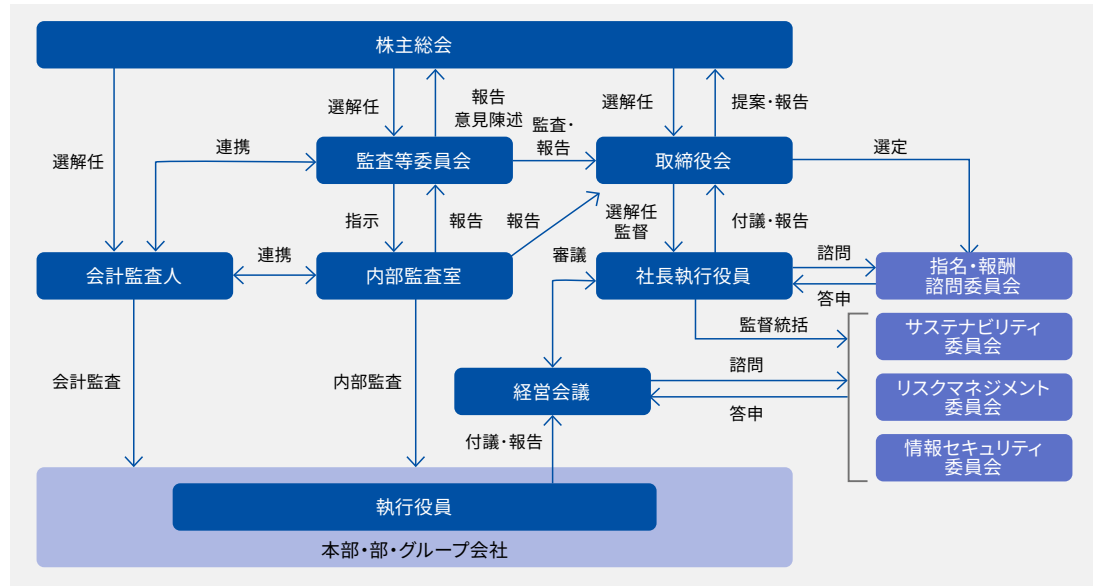 株主総会
選解任
選解任
報告
意見陳述
選解任
提案・報告
監査・
報告
連携
監査等委員会
取締役会
選定
指示
報告
報告
選解任
監督
付議・報告
会計監査人
連携
内部監査室
審議
社長執行役員
諮問
答申
指名・報酬
諮問委員会
監督統括
サステナビリティ
委員会
会計監査
内部監査
経営会議
諮問
答申
リスクマネジメント
委員会
付議・報告
情報セキュリティ
委員会
執行役員
本部・部・グループ会社